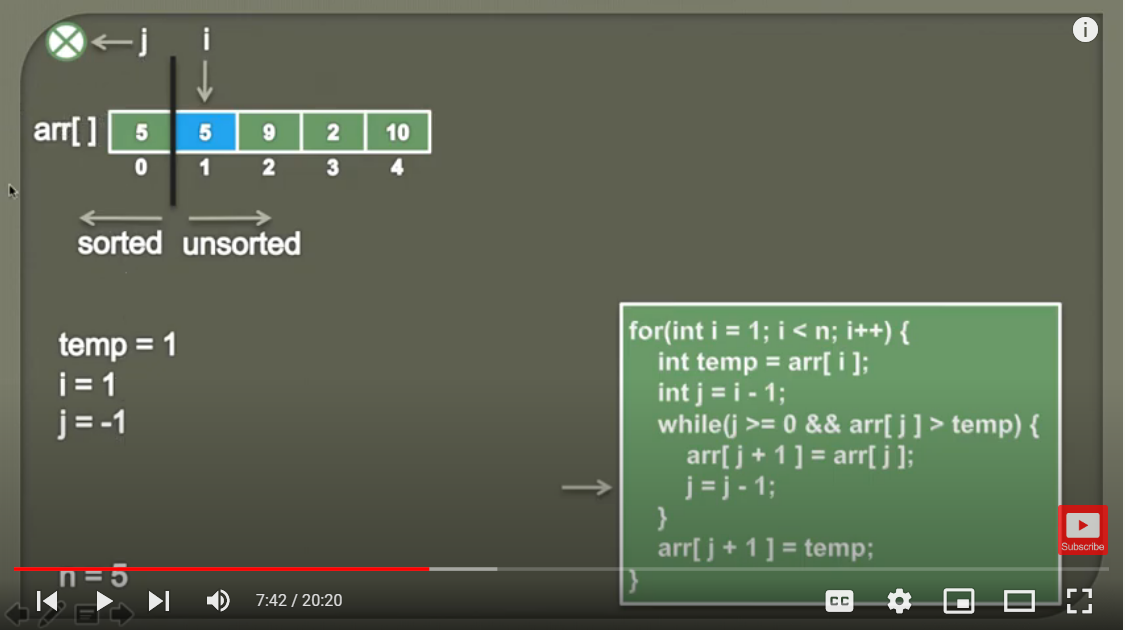 j i
arr[ ] 5 5 9 2 10
0 1 2 3 4
sorted unsorted
temp = 1
i = 1
j = -1
n = 5
for(int i = 1; i < n; i++) {
int temp = arr[ i ];
int j = i - 1;
while(j >= 0 && arr[ j ] > temp) {
arr[ j + 1 ] = arr[ j ];
j = j - 1;
}
arr[ j + 1 ] = temp;
}
Subscribe
7:42 / 20:20
CC